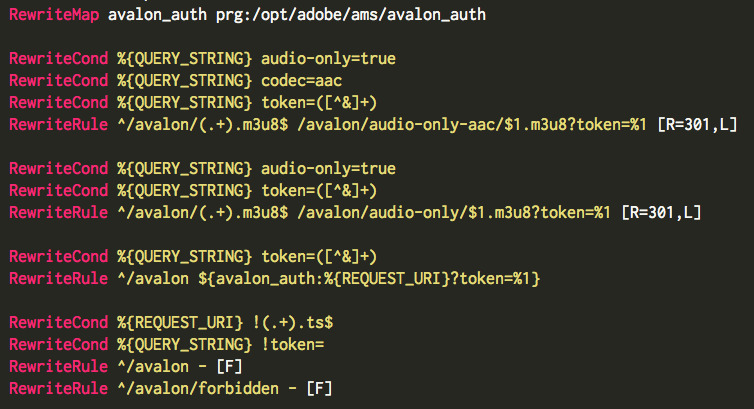 RewriteMap avalon_auth prg:/opt/adobe/ams/avalon_auth
RewriteCond %{QUERY_STRING} audio-only=true
RewriteCond %{QUERY_STRING} codec=aac
RewriteCond %{QUERY_STRING} token=([^&]+)
RewriteRule ^/avalon/(.+).m3u8$ /avalon/audio-only-aac/$1.m3u8?token=%1 [R=301,L]
RewriteCond %{QUERY_STRING} audio-only=true
RewriteCond %{QUERY_STRING} token=([^&]+)
RewriteRule ^/avalon/(.+).m3u8$ /avalon/audio-only/$1.m3u8?token=%1 [R=301,L]
RewriteCond %{QUERY_STRING} token=([^&]+)
RewriteRule ^/avalon ${avalon_auth:%{REQUEST_URI}?token=%1}
RewriteCond %{REQUEST_URI} !(.+).ts$
RewriteCond %{QUERY_STRING} !token=
RewriteRule ^/avalon - [F]
RewriteRule ^/avalon/forbidden - [F]